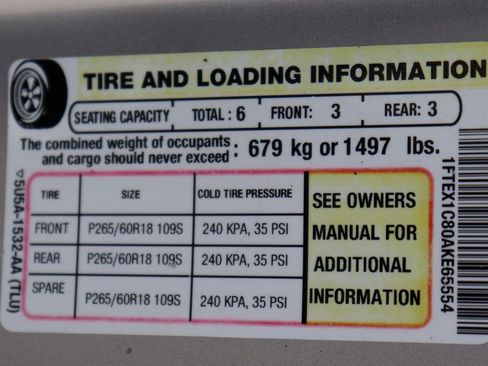 TIRE AND LOADING INFORMATION
SEATING CAPACITY TOTAL : 6 FRONT: 3 REAR: 3
The combined weight of occupants
and cargo should never exceed : 679 kg or 1497 lbs.
TIRE SIZE COLD TIRE PRESSURE
FRONT P265/60R18 109S 240 KPA, 35 PSI
REAR P265/60R18 109S 240 KPA, 35 PSI
SPARE P265/60R18 109S 240 KPA, 35 PSI
SEE OWNERS
MANUAL FOR
ADDITIONAL
INFORMATION
5U5A-1532-AA (TLU)
1FTEX1C80AKE65554